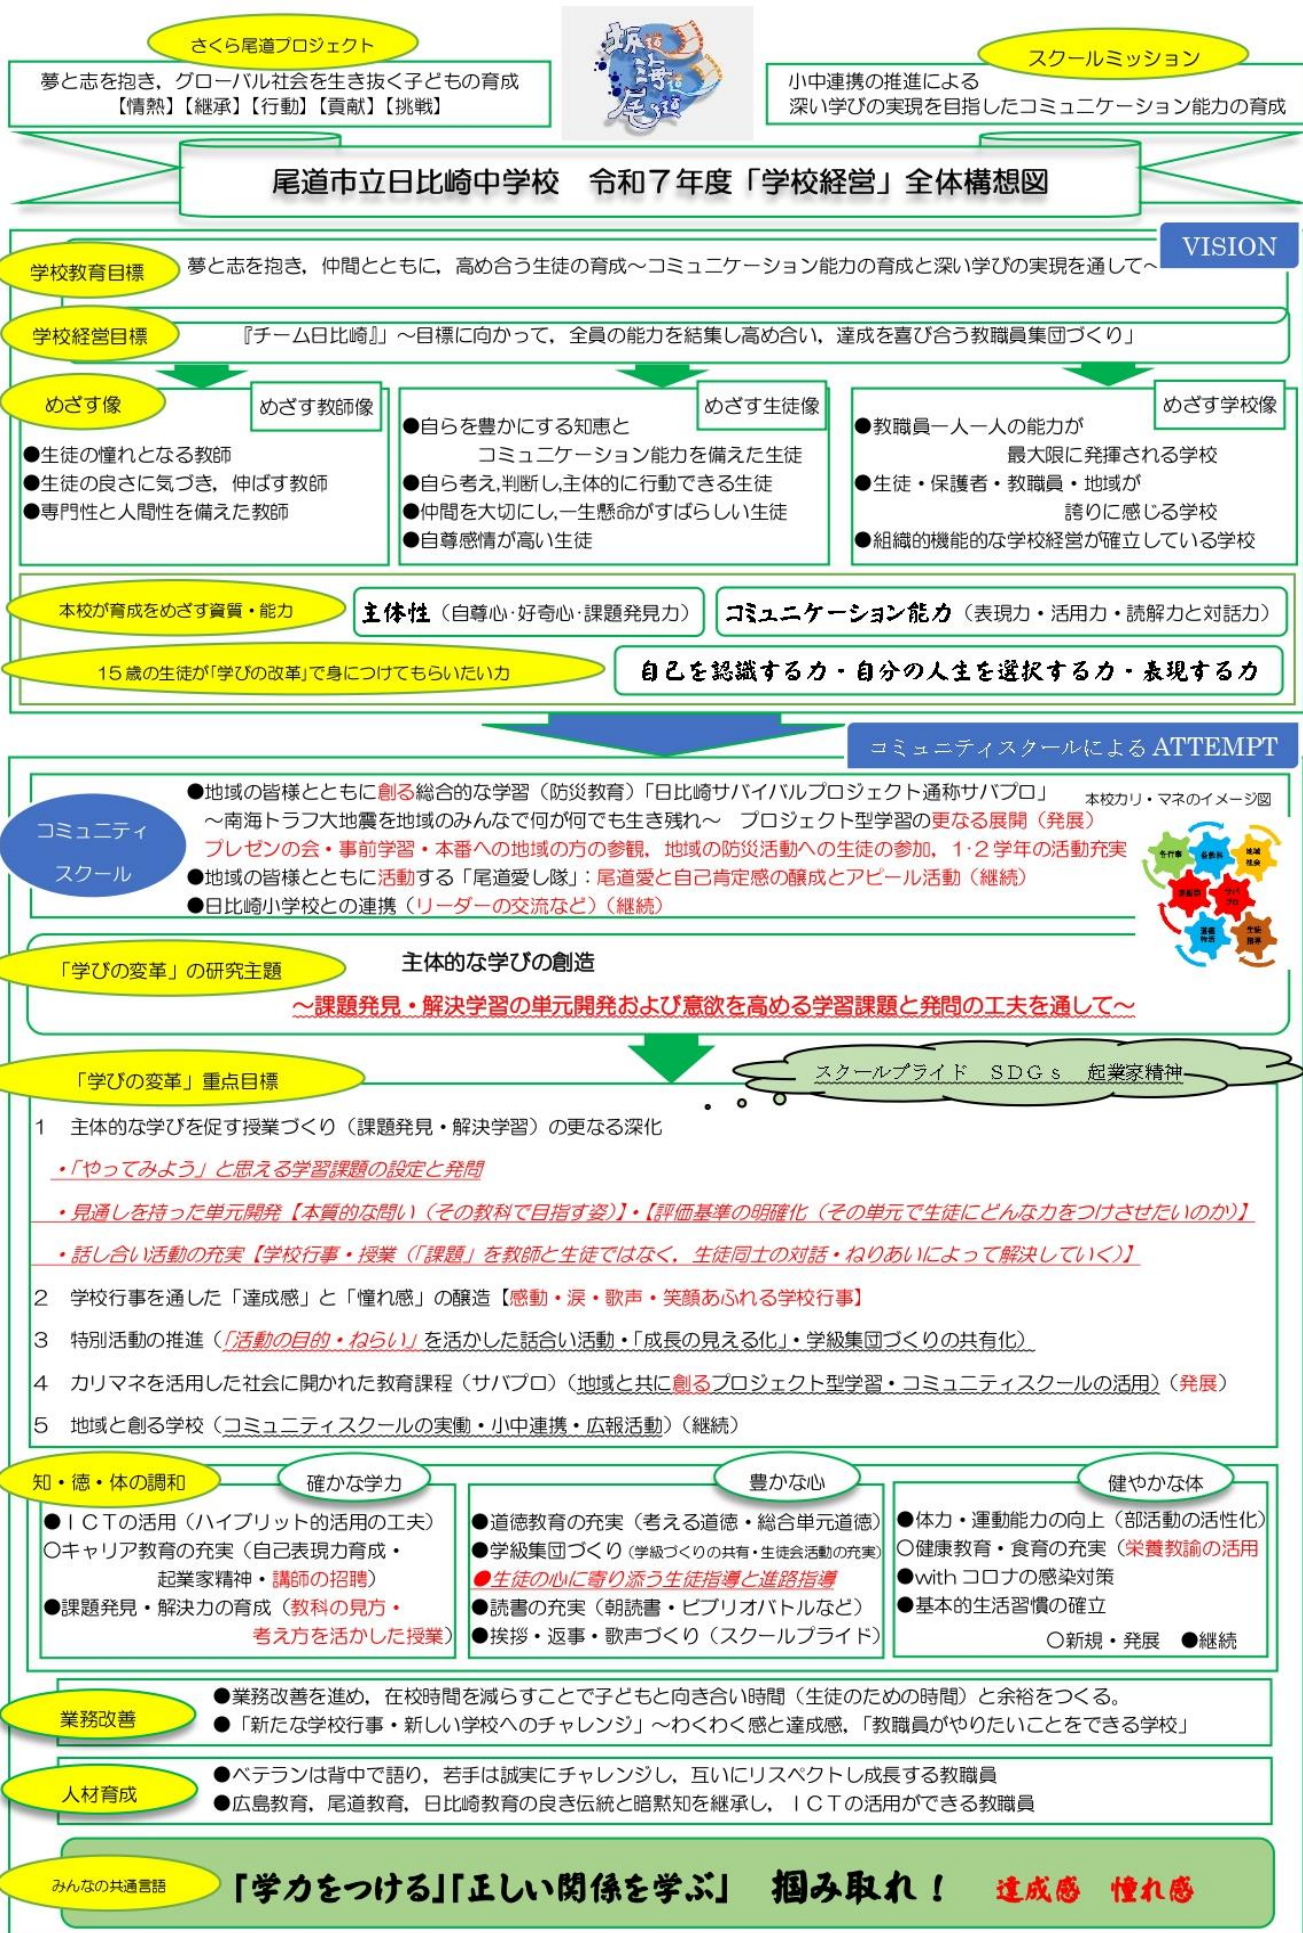 さくら尾道プロジェクト
夢と志を抱き，グローバル社会を生き抜く子どもの育成
【情熱】【継承】【行動】【貢献】【挑戦】
坂道海道尾道
スクールミッション
小中連携の推進による
深い学びの実現を目指したコミュニケーション能力の育成
尾道市立日比崎中学校　令和７年度「学校経営」全体構想図
VISION
学校教育目標
夢と志を抱き，仲間とともに，高め合う生徒の育成～コミュニケーション能力の育成と深い学びの実現を通して～
学校経営目標
『チーム日比崎』」～目標に向かって，全員の能力を結集し高め合い，達成を喜び合う教職員集団づくり」
めざす像
めざす教師像
●生徒の憧れとなる教師
●生徒の良さに気づき，伸ばす教師
●専門性と人間性を備えた教師
めざす生徒像
●自らを豊かにする知恵と
コミュニケーション能力を備えた生徒
●自ら考え,判断し,主体的に行動できる生徒
●仲間を大切にし,一生懸命がすばらしい生徒
●自尊感情が高い生徒
めざす学校像
●教職員一人一人の能力が
最大限に発揮される学校
●生徒・保護者・教職員・地域が
誇りに感じる学校
●組織的機能的な学校経営が確立している学校
本校が育成をめざす資質・能力
主体性（自尊心･好奇心･課題発見力）
コミュニケーション能力（表現力・活用力・読解力と対話力）
15歳の生徒が｢学びの改革｣で身につけてもらいたい力
自己を認識する力・自分の人生を選択する力・表現する力
コミュニティスクールによるATTEMPT
コミュニティ
スクール
●地域の皆様とともに創る総合的な学習（防災教育）「日比崎サバイバルプロジェクト通称サバプロ」
～南海トラフ大地震を地域のみんなで何が何でも生き残れ～　プロジェクト型学習の更なる展開（発展）
プレゼンの会・事前学習・本番への地域の方の参観，地域の防災活動への生徒の参加，1･2学年の活動充実
●地域の皆様とともに活動する「尾道愛し隊」：尾道愛と自己肯定感の醸成とアピール活動（継続）
●日比崎小学校との連携（リーダーの交流など）（継続）
本校カリ・マネのイメージ図
各行事
各教科
地域
社会
サバ
プロ
道徳
特活
生徒
指導
「学びの変革」の研究主題
主体的な学びの創造
～課題発見・解決学習の単元開発および意欲を高める学習課題と発問の工夫を通して～
「学びの変革」重点目標
スクールプライド　ＳＤＧｓ　起業家精神
1　主体的な学びを促す授業づくり（課題発見・解決学習）の更なる深化
・「やってみよう」と思える学習課題の設定と発問
・見通しを持った単元開発【本質的な問い（その教科で目指す姿）】・【評価基準の明確化（その単元で生徒にどんな力をつけさせたいのか）】
・話し合い活動の充実【学校行事・授業（「課題」を教師と生徒ではなく，生徒同士の対話・ねりあいによって解決していく）】
2　学校行事を通した「達成感」と「憧れ感」の醸造【感動・涙・歌声・笑顔あふれる学校行事】
3　特別活動の推進（「活動の目的・ねらい」を活かした話合い活動・「成長の見える化」・学級集団づくりの共有化）
4　カリマネを活用した社会に開かれた教育課程（サバプロ）（地域と共に創るプロジェクト型学習・コミュニティスクールの活用）（発展）
5　地域と創る学校（コミュニティスクールの実働・小中連携・広報活動）（継続）
知・徳・体の調和
確かな学力
●ＩＣＴの活用（ハイブリット的活用の工夫）
○キャリア教育の充実（自己表現力育成・
起業家精神・講師の招聘）
●課題発見・解決力の育成（教科の見方・
考え方を活かした授業）
豊かな心
●道徳教育の充実（考える道徳・総合単元道徳）
●学級集団づくり（学級づくりの共有・生徒会活動の充実）
●生徒の心に寄り添う生徒指導と進路指導
●読書の充実（朝読書・ビブリオバトルなど）
●挨拶・返事・歌声づくり（スクールプライド）
健やかな体
●体力・運動能力の向上（部活動の活性化）
○健康教育・食育の充実（栄養教諭の活用
●withコロナの感染対策
●基本的生活習慣の確立
○新規・発展　●継続
業務改善
●業務改善を進め，在校時間を減らすことで子どもと向き合い時間（生徒のための時間）と余裕をつくる。
●「新たな学校行事・新しい学校へのチャレンジ」～わくわく感と達成感，「教職員がやりたいことをできる学校」
人材育成
●ベテランは背中で語り，若手は誠実にチャレンジし，互いにリスペクトし成長する教職員
●広島教育，尾道教育，日比崎教育の良き伝統と暗黙知を継承し，ＩＣＴの活用ができる教職員
みんなの共通言語
「学力をつける」「正しい関係を学ぶ」　掴み取れ！　達成感　憧れ感